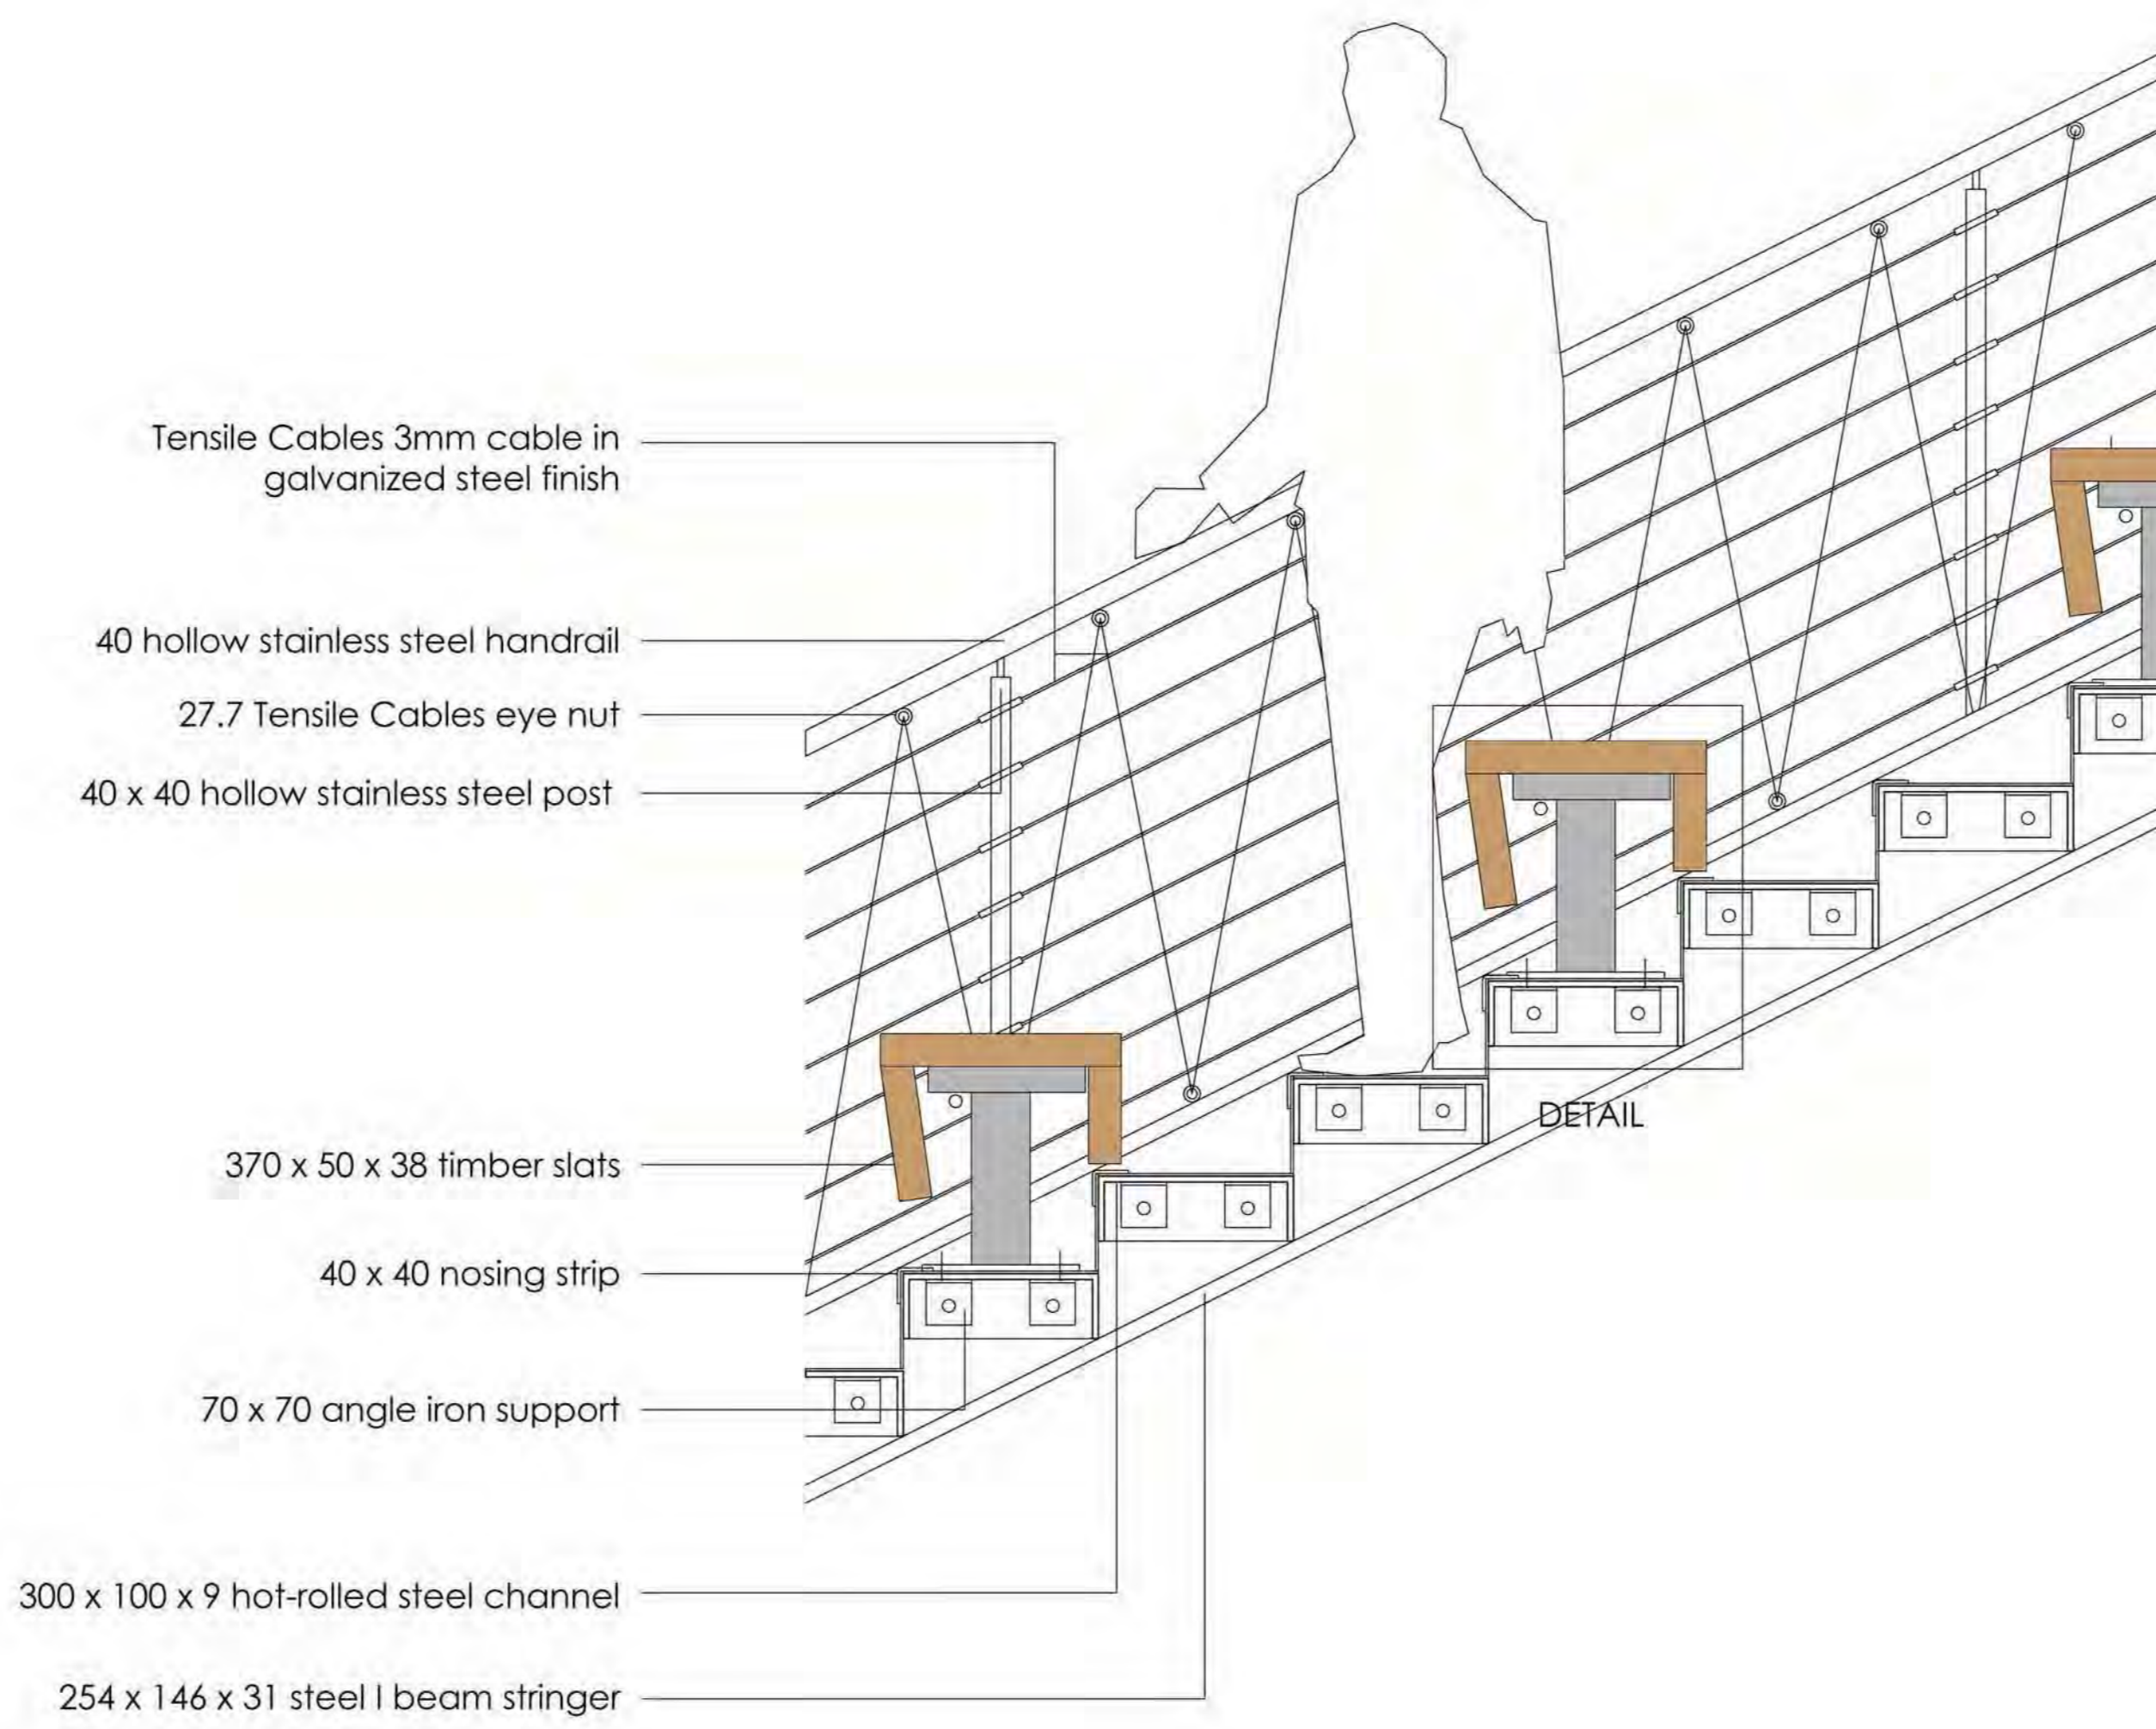 Tensile Cables 3mm cable in
galvanized steel finish
40 hollow stainless steel handrail
27.7 Tensile Cables eye nut
40 x 40 hollow stainless steel post
370 x 50 x 38 timber slats
DETAIL
40 x 40 nosing strip
70 x 70 angle iron support
300 x 100 x 9 hot-rolled steel channel
254 x 146 x 31 steel I beam stringer